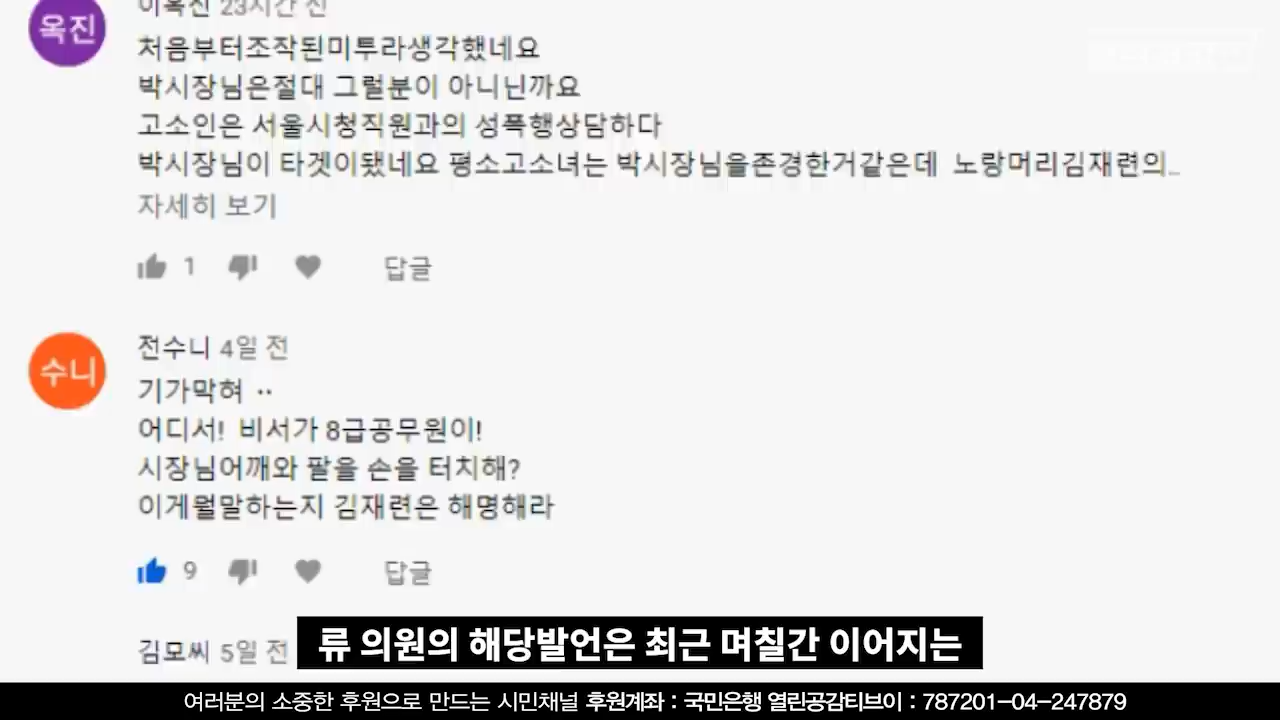 이옥진 23시간 전
옥진
처음부터조작된미투라생각했네요
박시장님은절대 그럴분이 아니닌까요
고소인은 서울시청직원과의 성폭행상담하다
박시장님이 타겟이됐네요 평소고소녀는 박시장님을존경한거같은데 노랑머리김재련의...
자세히 보기
1 답글
전수니 4일 전
수니
기가막혀 ··
어디서! 비서가 8급공무원이!
시장님어깨와 팔을 손을 터치해?
이게뭘말하는지 김재련은 해명해라
9 답글
김모씨 5일 전
류 의원의 해당발언은 최근 며칠간 이어지는
여러분의 소중한 후원으로 만드는 시민채널 후원계좌 : 국민은행 열린공감티브이 : 787201-04-247879